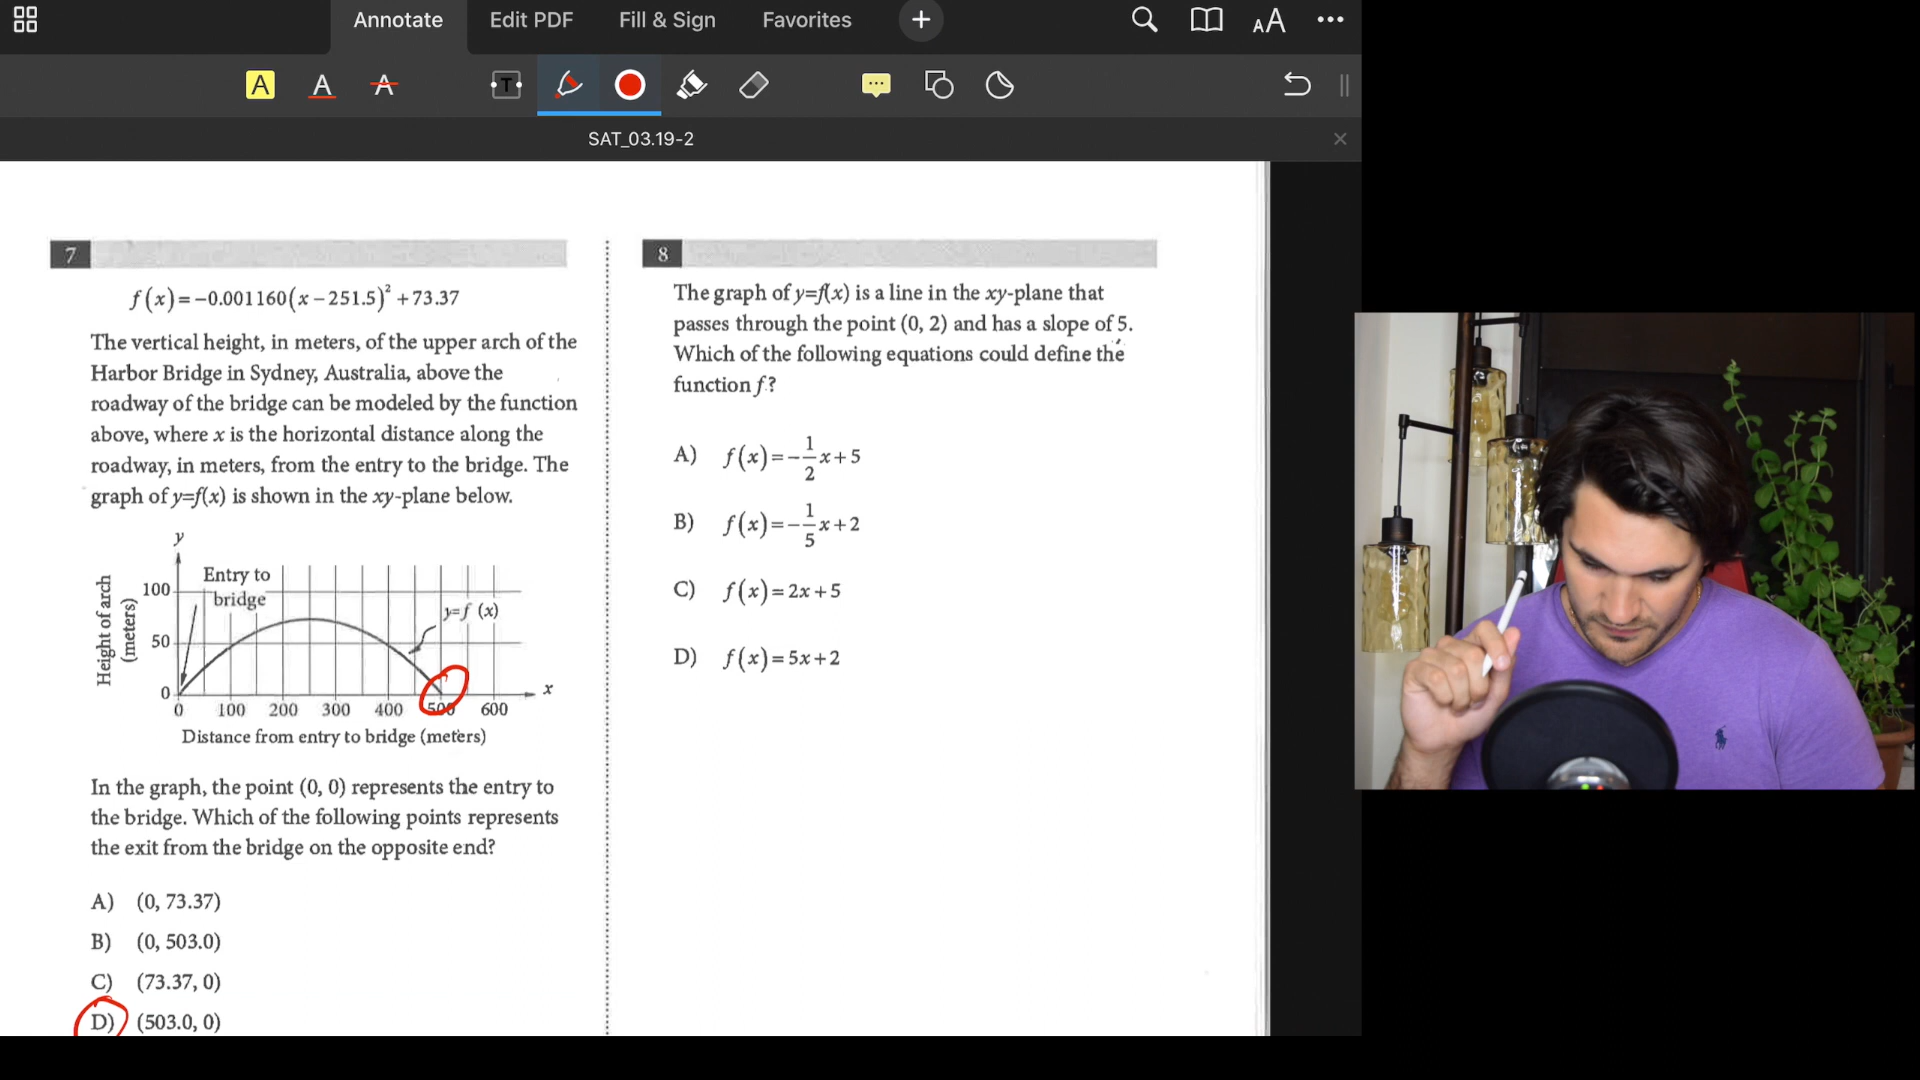 Annotate
Edit PDF
Fill & Sign
Favorites
+
AA
A
A
A
T
SAT_03.19-2
7
f(x)=−0.001160(x−251.5)²+73.37
The vertical height, in meters, of the upper arch of the
Harbor Bridge in Sydney, Australia, above the
roadway of the bridge can be modeled by the function
above, where x is the horizontal distance along the
roadway, in meters, from the entry to the bridge. The
graph of y=f(x) is shown in the xy-plane below.
y
Height of arch
(meters)
100
50
0
Entry to
bridge
y=f (x)
x
0 100 200 300 400 500 600
Distance from entry to bridge (meters)
In the graph, the point (0, 0) represents the entry to
the bridge. Which of the following points represents
the exit from the bridge on the opposite end?
A) (0, 73.37)
B) (0, 503.0)
C) (73.37, 0)
D) (503.0, 0)
8
The graph of y=f(x) is a line in the xy-plane that
passes through the point (0, 2) and has a slope of 5.
Which of the following equations could define the
function f?
A) f(x)=−1/2x+5
B) f(x)=−1/5x+2
C) f(x)=2x+5
D) f(x)=5x+2